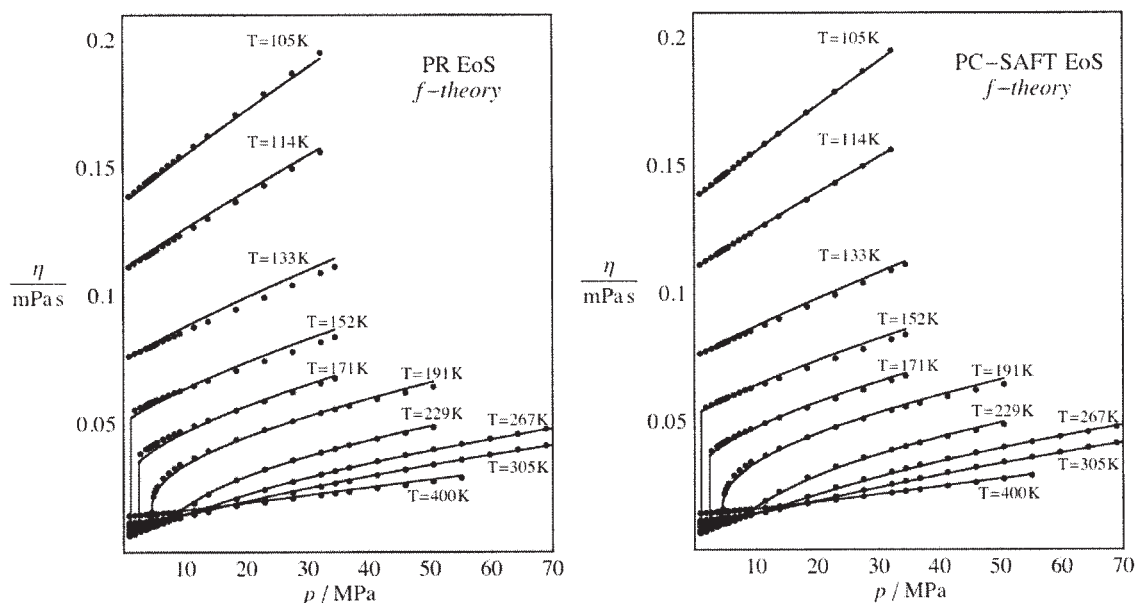 0.2
T=105K
PR EoS
f-theory
T=114K
0.15
T=133K
η
mPa s
0.1
T=152K
T=171K
T=191K
0.05
T=229K
T=267K
T=305K
T=400K
10 20 30 40 50 60 70
p / MPa
0.2
T=105K
PC-SAFT EoS
f-theory
T=114K
0.15
T=133K
η
mPa s
0.1
T=152K
T=171K
T=191K
0.05
T=229K
T=267K
T=305K
T=400K
10 20 30 40 50 60 70
p / MPa